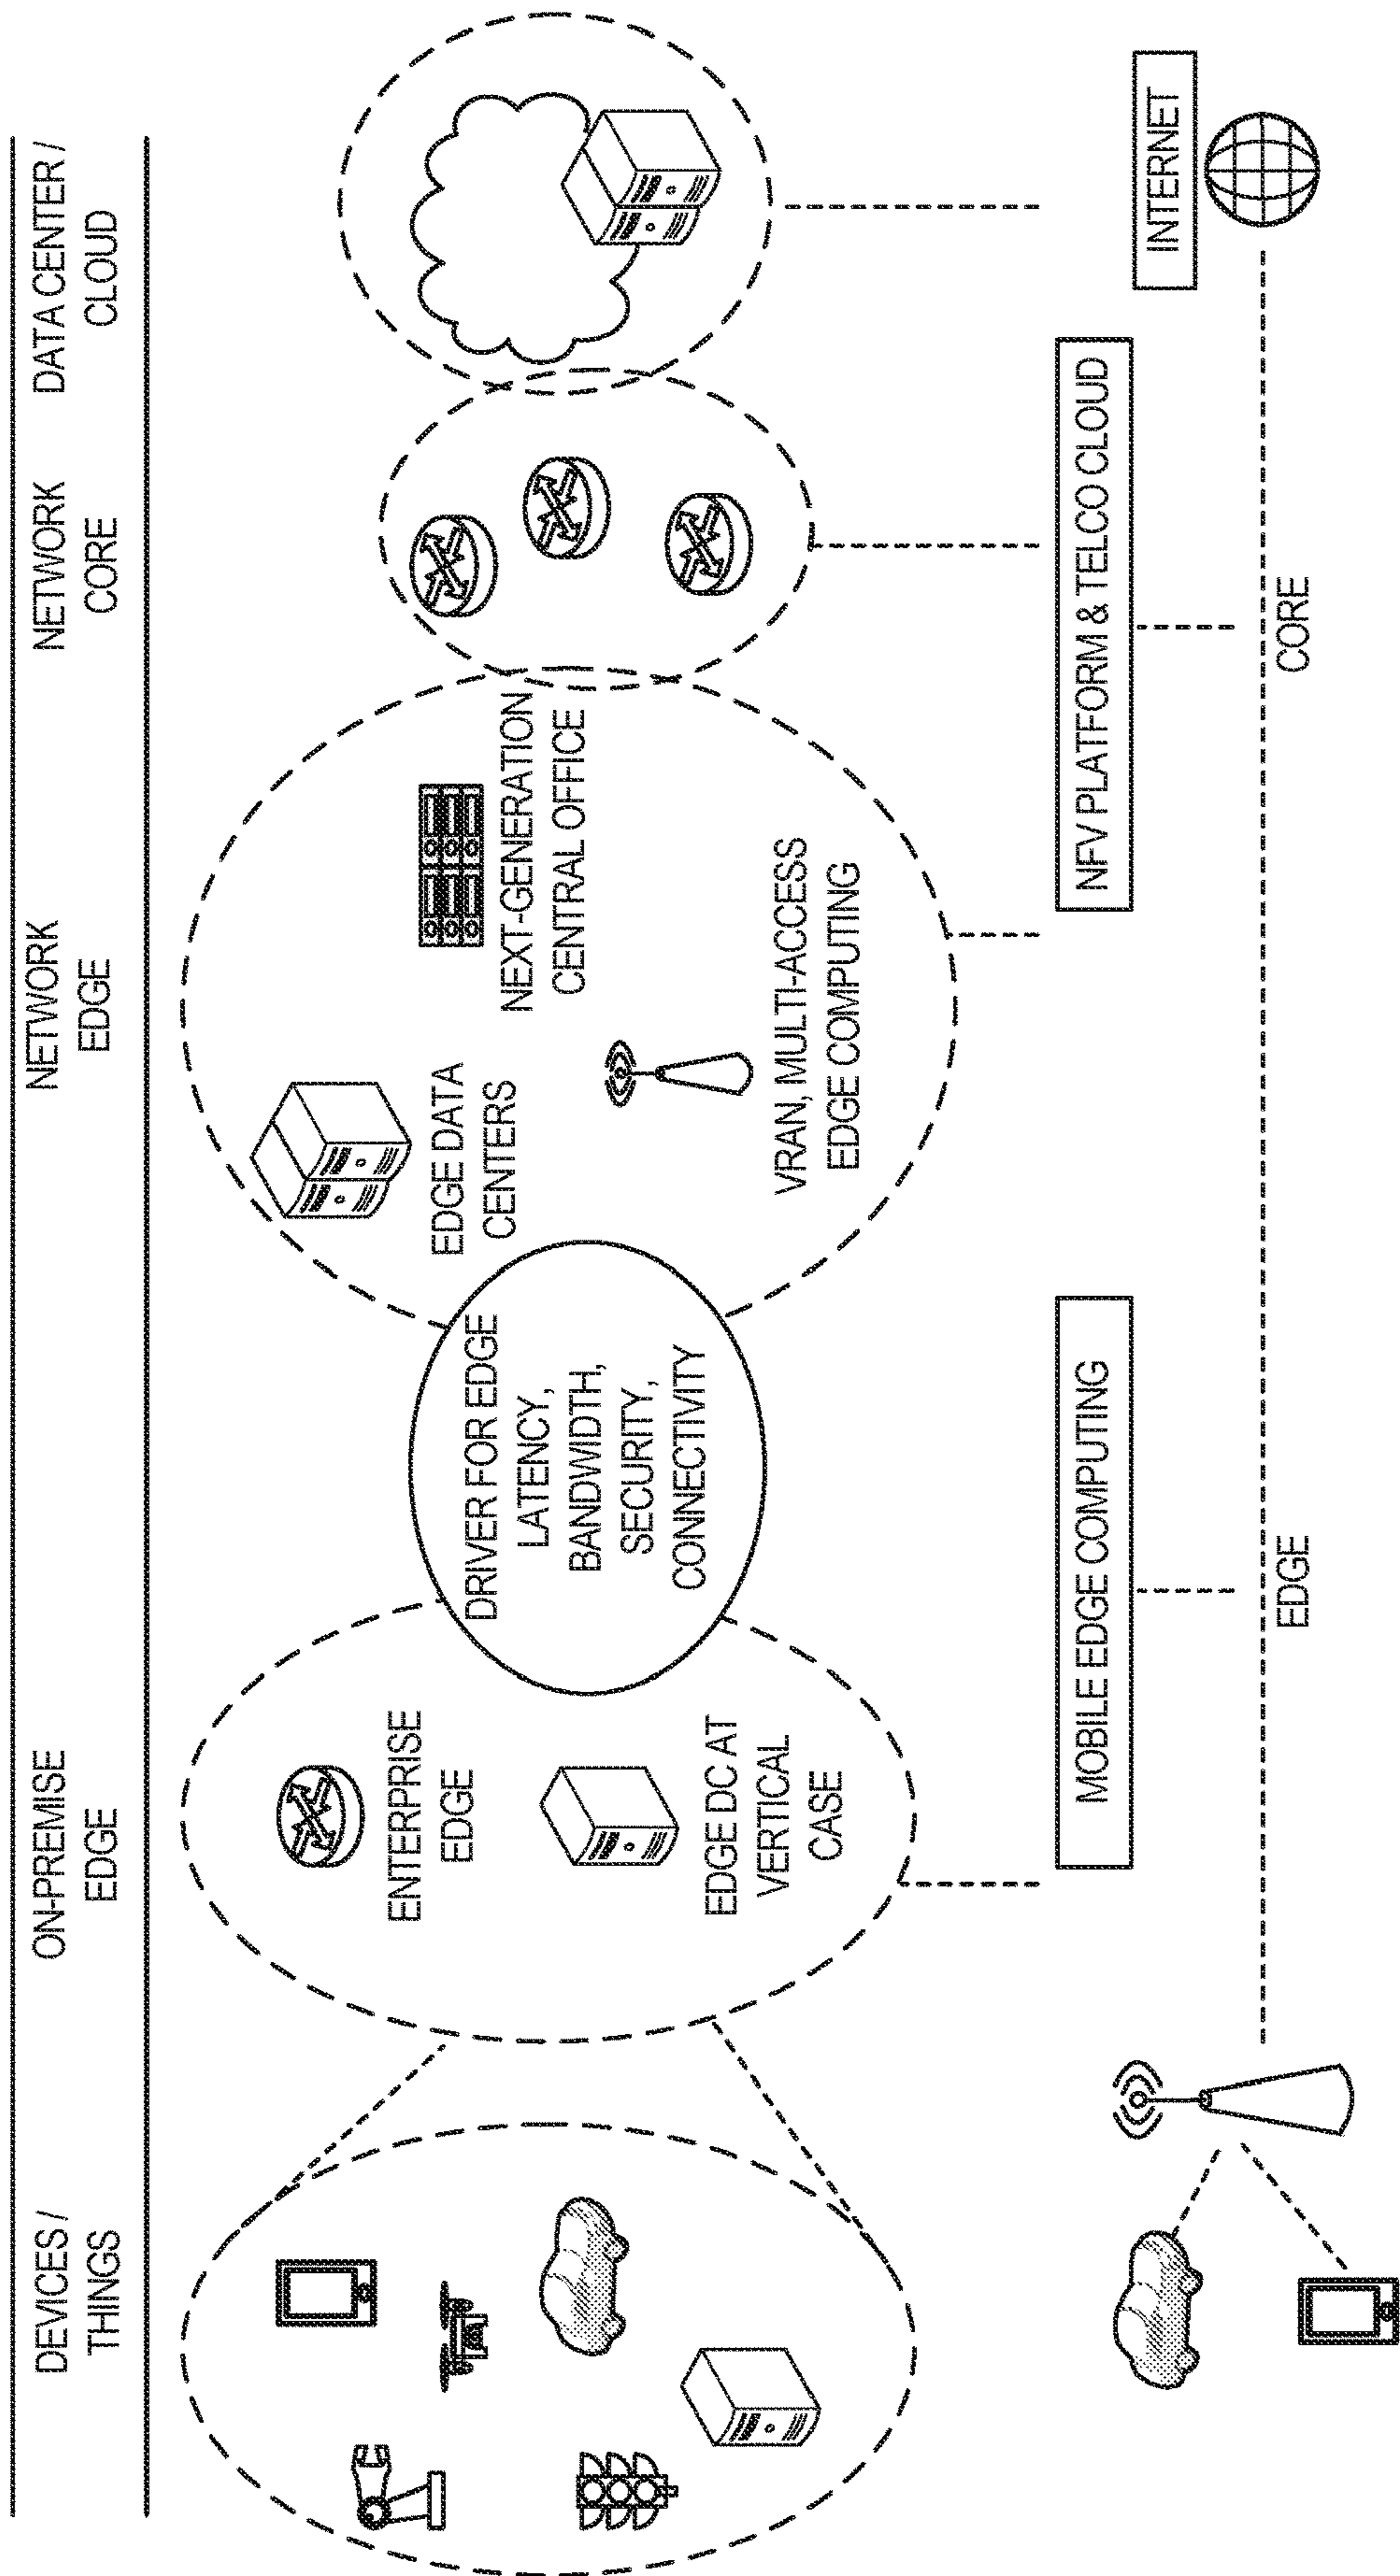 DEVICES /
THINGS
ON-PREMISE
EDGE
NETWORK
EDGE
NETWORK
CORE
DATA CENTER /
CLOUD
ENTERPRISE
EDGE
EDGE DC AT
VERTICAL
CASE
DRIVER FOR EDGE
LATENCY,
BANDWIDTH,
SECURITY,
CONNECTIVITY
EDGE DATA
CENTERS
NEXT-GENERATION
CENTRAL OFFICE
VRAN, MULTI-ACCESS
EDGE COMPUTING
MOBILE EDGE COMPUTING
NFV PLATFORM & TELCO CLOUD
INTERNET
EDGE
CORE